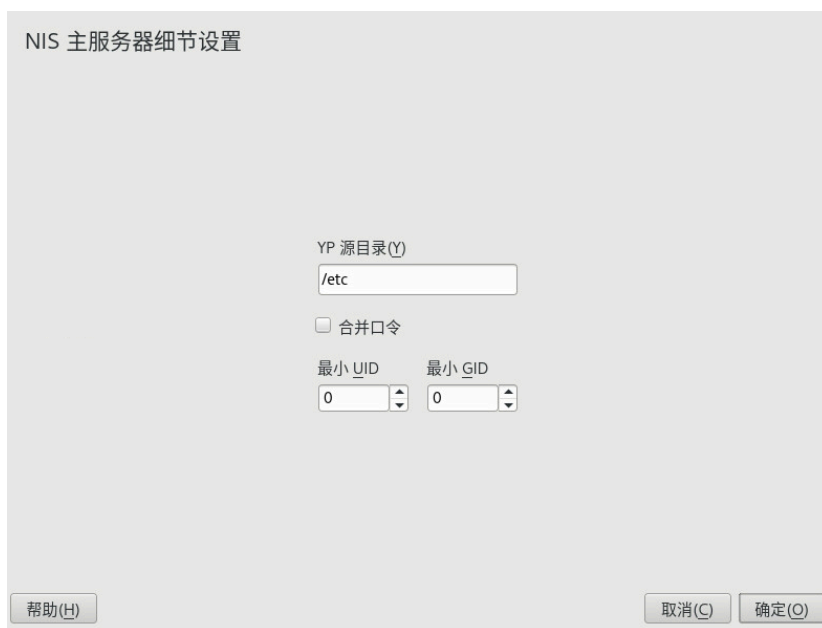 NIS 主服务器细节设置
YP 源目录(Y)
/etc
合并口令
最小 UID 最小 GID
0 0
帮助(H) 取消(C) 确定(O)